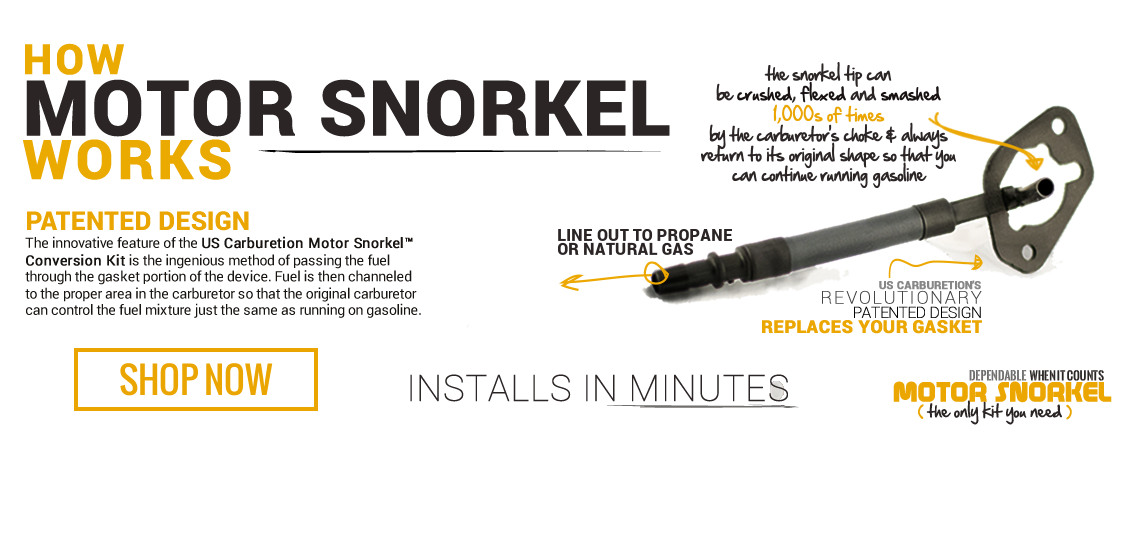 HOW
MOTOR SNORKEL
WORKS
PATENTED DESIGN
The innovative feature of the US Carburetion Motor Snorkel™
Conversion Kit is the ingenious method of passing the fuel
through the gasket portion of the device. Fuel is then channeled
to the proper area in the carburetor so that the original carburetor
can control the fuel mixture just the same as running on gasoline.
SHOP NOW
the snorkel tip can
be crushed, flexed and smashed
1,000s of times
by the carburetor's choke & always
return to its original shape so that you
can continue running gasoline
LINE OUT TO PROPANE
OR NATURAL GAS
US CARBURETION'S
REVOLUTIONARY
PATENTED DESIGN
REPLACES YOUR GASKET
INSTALLS IN MINUTES
DEPENDABLE WHEN IT COUNTS
MOTOR SNORKEL
( the only kit you need )